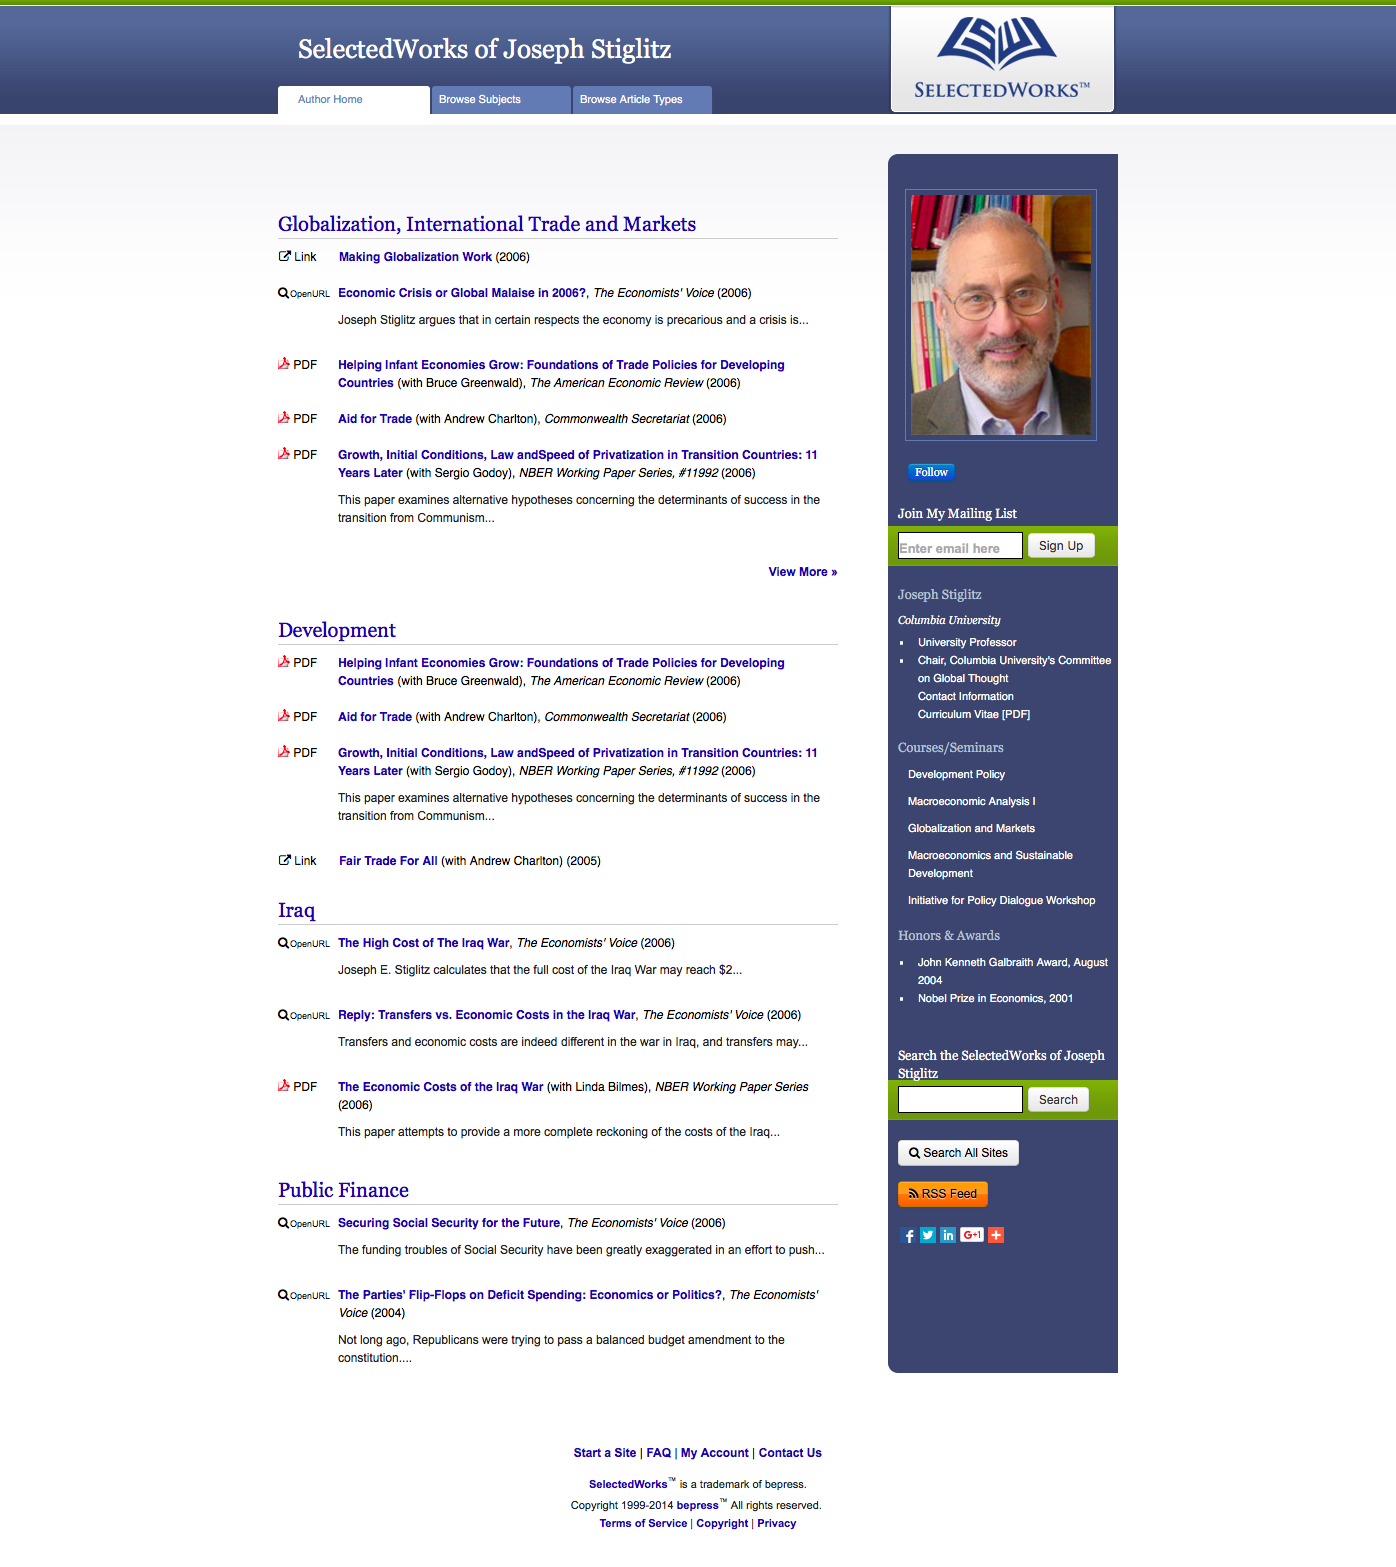 SelectedWorks of Joseph Stiglitz
SELECTEDWORKS™
Author Home
Browse Subjects
Browse Article Types
Globalization, International Trade and Markets
Link Making Globalization Work (2006)
OpenURL Economic Crisis or Global Malaise in 2006?, The Economists' Voice (2006)
Joseph Stiglitz argues that in certain respects the economy is precarious and a crisis is...
PDF Helping Infant Economies Grow: Foundations of Trade Policies for Developing
Countries (with Bruce Greenwald), The American Economic Review (2006)
PDF Aid for Trade (with Andrew Charlton), Commonwealth Secretariat (2006)
PDF Growth, Initial Conditions, Law andSpeed of Privatization in Transition Countries: 11
Years Later (with Sergio Godoy), NBER Working Paper Series, #11992 (2006)
This paper examines alternative hypotheses concerning the determinants of success in the
transition from Communism...
View More »
Development
PDF Helping Infant Economies Grow: Foundations of Trade Policies for Developing
Countries (with Bruce Greenwald), The American Economic Review (2006)
PDF Aid for Trade (with Andrew Charlton), Commonwealth Secretariat (2006)
PDF Growth, Initial Conditions, Law andSpeed of Privatization in Transition Countries: 11
Years Later (with Sergio Godoy), NBER Working Paper Series, #11992 (2006)
This paper examines alternative hypotheses concerning the determinants of success in the
transition from Communism...
Link Fair Trade For All (with Andrew Charlton) (2005)
Iraq
OpenURL The High Cost of The Iraq War, The Economists' Voice (2006)
Joseph E. Stiglitz calculates that the full cost of the Iraq War may reach $2...
OpenURL Reply: Transfers vs. Economic Costs in the Iraq War, The Economists' Voice (2006)
Transfers and economic costs are indeed different in the war in Iraq, and transfers may...
PDF The Economic Costs of the Iraq War (with Linda Bilmes), NBER Working Paper Series
(2006)
This paper attempts to provide a more complete reckoning of the costs of the Iraq...
Public Finance
OpenURL Securing Social Security for the Future, The Economists' Voice (2006)
The funding troubles of Social Security have been greatly exaggerated in an effort to push...
OpenURL The Parties' Flip-Flops on Deficit Spending: Economics or Politics?, The Economists'
Voice (2004)
Not long ago, Republicans were trying to pass a balanced budget amendment to the
constitution....
Follow
Join My Mailing List
Enter email here
Sign Up
Joseph Stiglitz
Columbia University
▪ University Professor
▪ Chair, Columbia University's Committee
on Global Thought
Contact Information
Curriculum Vitae [PDF]
Courses/Seminars
Development Policy
Macroeconomic Analysis I
Globalization and Markets
Macroeconomics and Sustainable
Development
Initiative for Policy Dialogue Workshop
Honors & Awards
▪ John Kenneth Galbraith Award, August
2004
▪ Nobel Prize in Economics, 2001
Search the SelectedWorks of Joseph
Stiglitz
Search
Search All Sites
RSS Feed
f
in
G+1
+
Start a Site | FAQ | My Account | Contact Us
SelectedWorks™ is a trademark of bepress.
Copyright 1999-2014 bepress™ All rights reserved.
Terms of Service | Copyright | Privacy